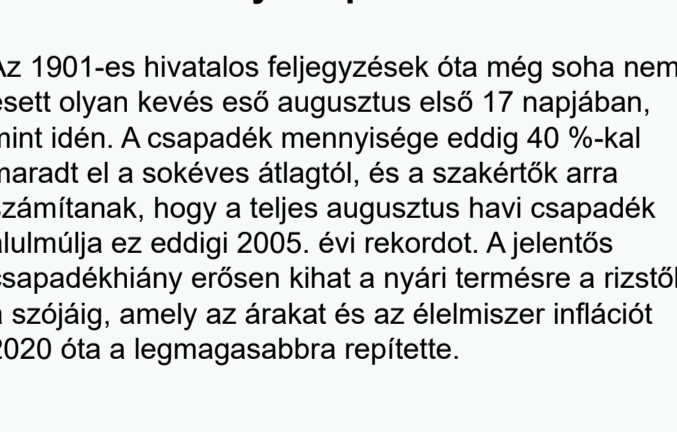 Az 1901-es hivatalos feljegyzések óta még soha nem
esett olyan kevés eső augusztus első 17 napjában,
mint idén. A csapadék mennyisége eddig 40 %-kal
maradt el a sokéves átlagtól, és a szakértők arra
számítanak, hogy a teljes augusztus havi csapadék
alulmúlja ez eddigi 2005. évi rekordot. A jelentős
csapadékhiány erősen kihat a nyári termésre a rizstől
a szójáig, amely az árakat és az élelmiszer inflációt
2020 óta a legmagasabbra repítette.